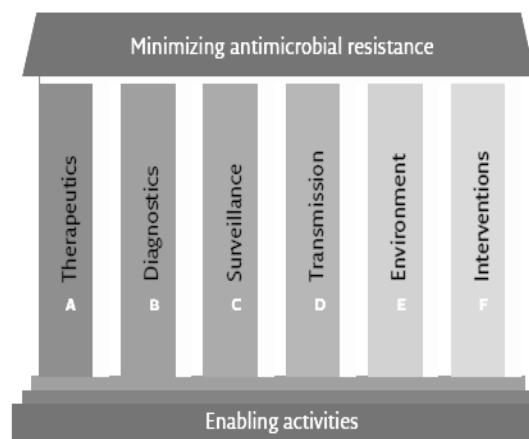 Minimizing antimicrobial resistance
Therapeutics
A
Diagnostics
B
Surveillance
C
Transmission
D
Environment
E
Interventions
F
Enabling activities